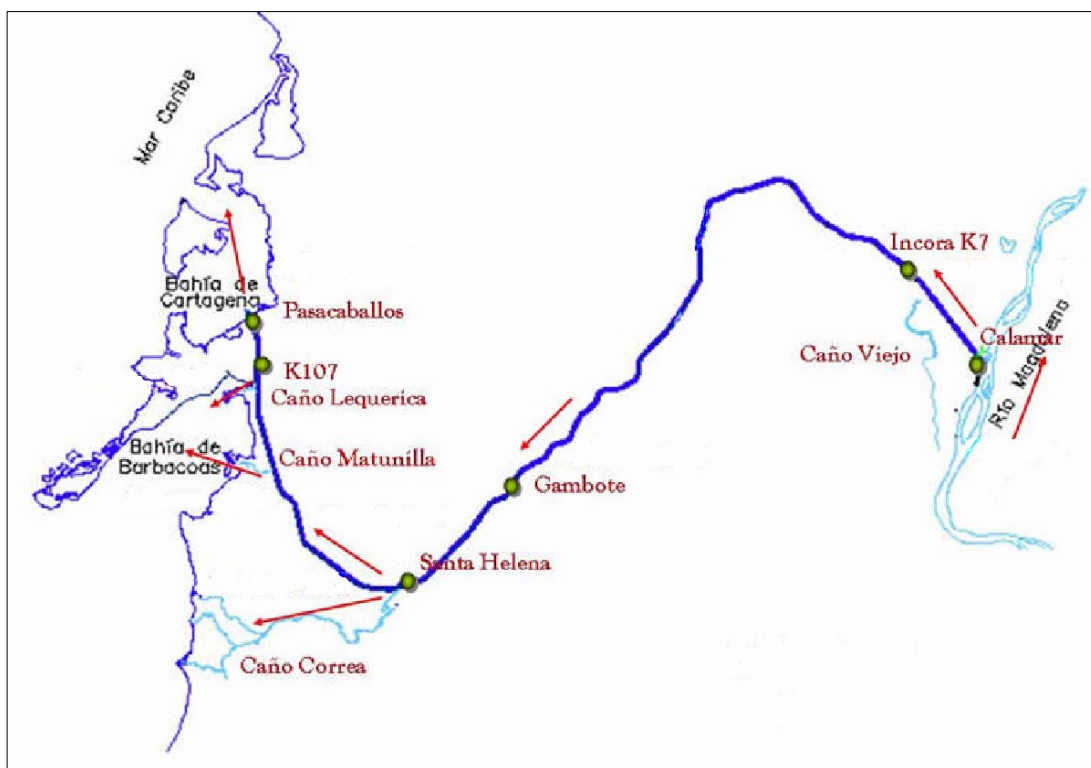 Mar Caribe
Incora K7
Bahía de
Cartagena
Pasacaballos
Calamar
Caño Viejo
K107
Río Magdalena
Caño Lequerica
Bahía de
Barbacoas
Caño Matunilla
Gambote
Santa Helena
Caño Correa